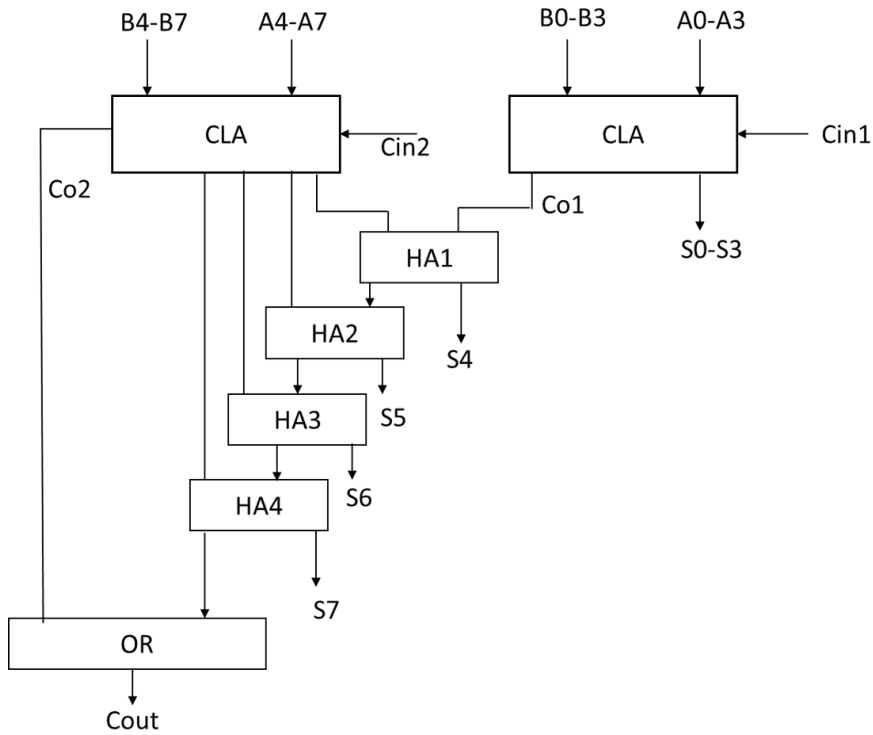 B4-B7 A4-A7 B0-B3 A0-A3
CLA CLA
Cin2 Cin1
Co2 Co1
HA1 S0-S3
HA2 S4
HA3 S5
HA4 S6
S7
OR
Cout